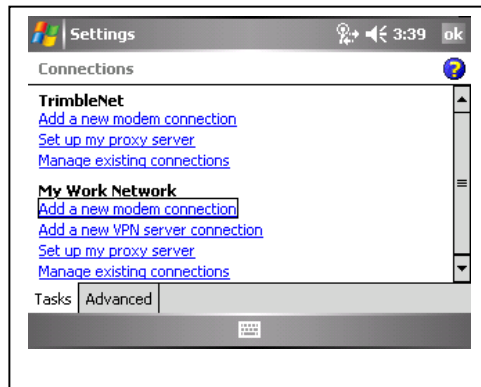 Settings 3:39 ok
Connections ?
TrimbleNet
Add a new modem connection
Set up my proxy server
Manage existing connections
My Work Network
Add a new modem connection
Add a new VPN server connection
Set up my proxy server
Manage existing connections
Tasks Advanced